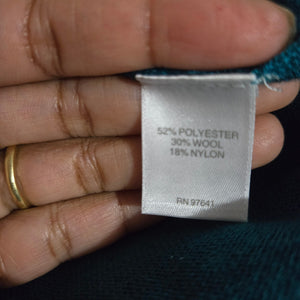 52% POLYESTER
30% WOOL
18% NYLON
RN 97641